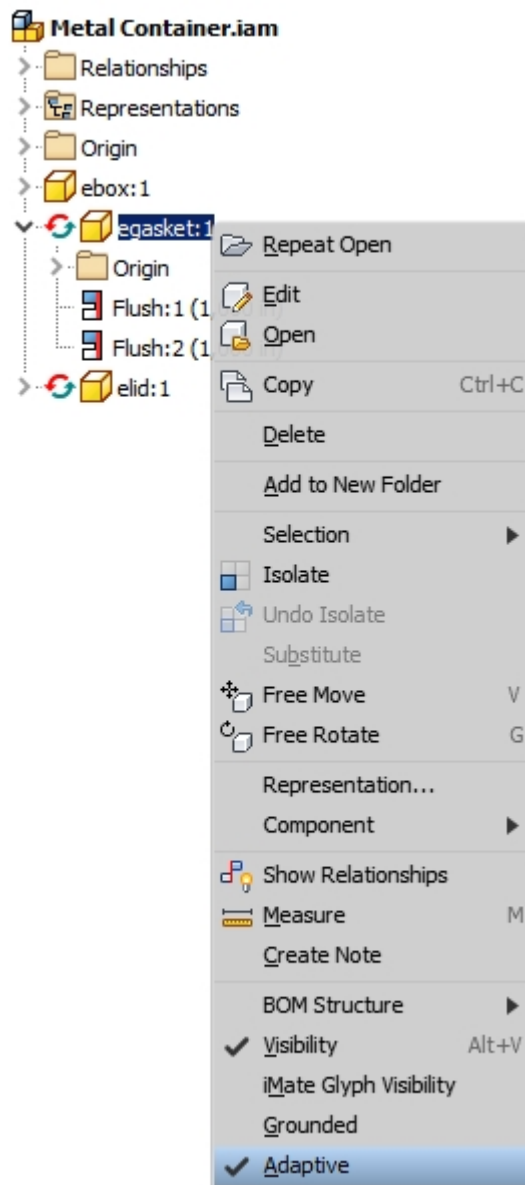 Metal Container.iam
Relationships
Representations
Origin
ebox:1
egasket:1
Origin
Flush:1 (1,
Flush:2 (1,
elid:1
Repeat Open
Edit
Open
Copy Ctrl+C
Delete
Add to New Folder
Selection
Isolate
Undo Isolate
Substitute
Free Move V
Free Rotate G
Representation...
Component
Show Relationships
Measure M
Create Note
BOM Structure
Visibility Alt+V
iMate Glyph Visibility
Grounded
Adaptive